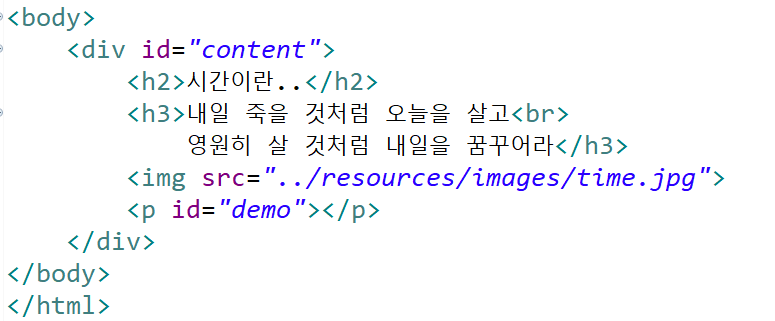 <body>
<div id="content">
<h2>시간이란..</h2>
<h3>내일 죽을 것처럼 오늘을 살고<br>
영원히 살 것처럼 내일을 꿈꾸어라</h3>
<img src="../resources/images/time.jpg">
<p id="demo"></p>
</div>
</body>
</html>